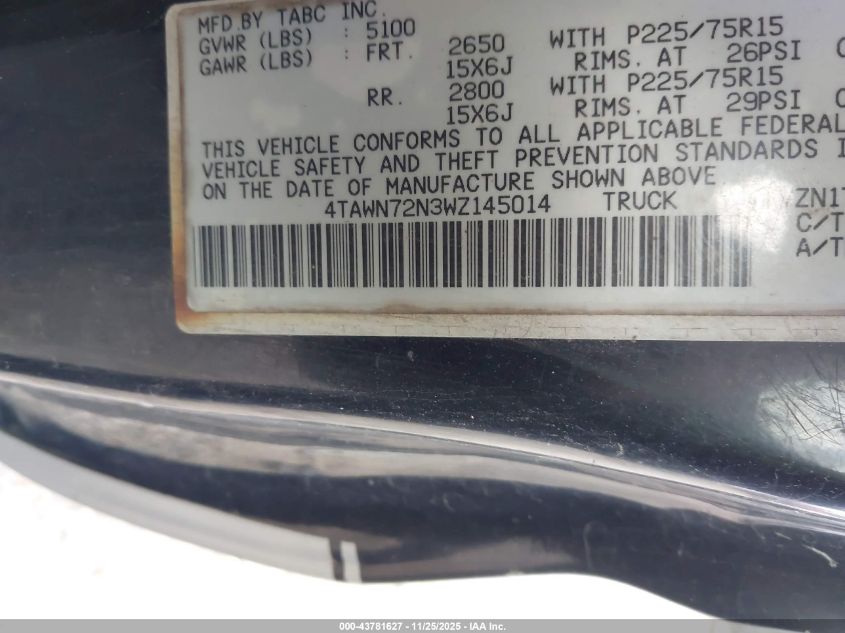 MFD.BY TABC INC.
GVWR (LBS) : 5100
GAWR (LBS) : FRT. 2650 WITH P225/75R15
15X6J RIMS. AT 26PSI
RR. 2800 WITH P225/75R15
15X6J RIMS. AT 29PSI
THIS VEHICLE CONFORMS TO ALL APPLICABLE FEDERAL
VEHICLE SAFETY AND THEFT PREVENTION STANDARDS
ON THE DATE OF MANUFACTURE SHOWN ABOVE
4TAWN72N3WZ145014 TRUCK
C/T
A/T
000-43781627 - 11/25/2025 - IAA Inc.